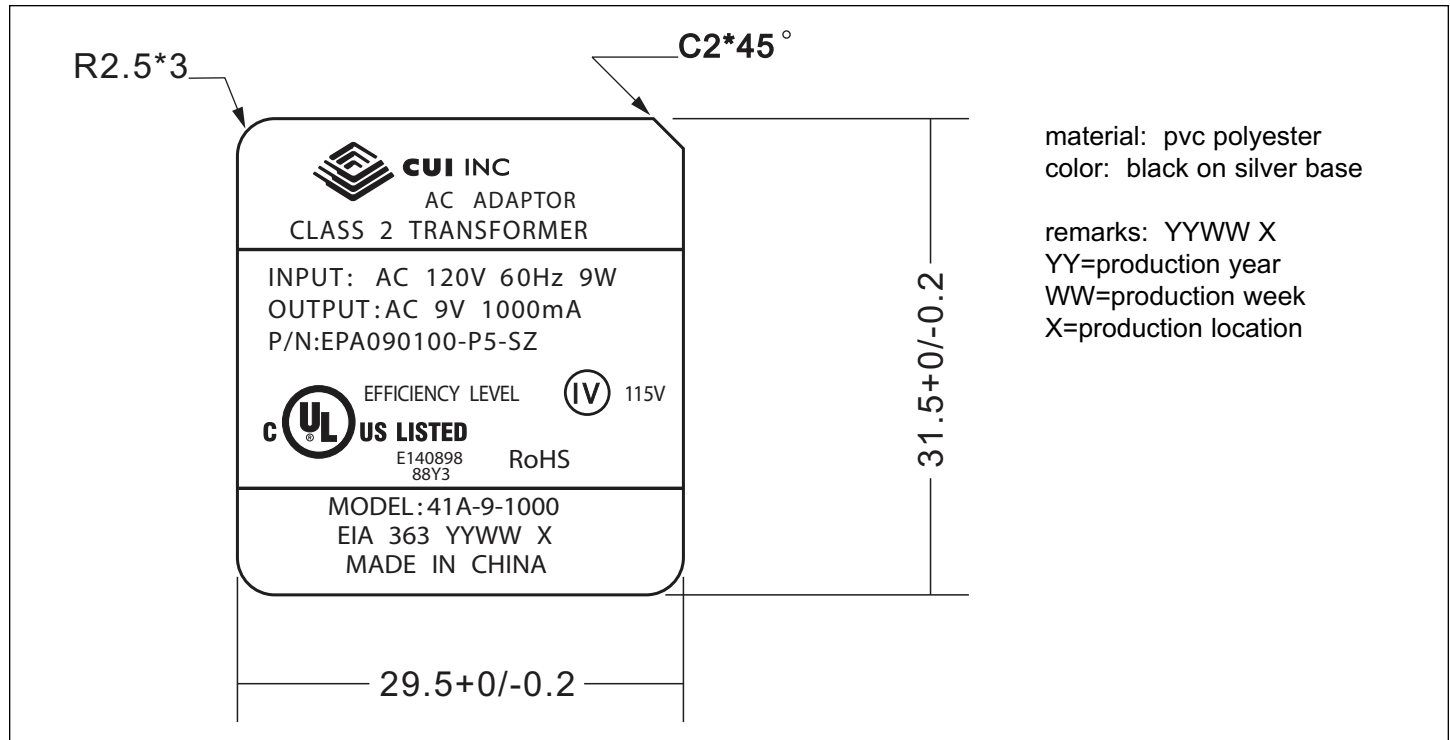 R2.5*3
C2*45°
CUI INC
AC ADAPTOR
CLASS 2 TRANSFORMER
INPUT: AC 120V 60Hz 9W
OUTPUT:AC 9V 1000mA
P/N:EPA090100-P5-SZ
EFFICIENCY LEVEL IV 115V
C UL ® US LISTED
E140898
88Y3
RoHS
MODEL:41A-9-1000
EIA 363 YYWW X
MADE IN CHINA
29.5+0/-0.2
31.5+0/-0.2
material: pvc polyester
color: black on silver base
remarks: YYWW X
YY=production year
WW=production week
X=production location